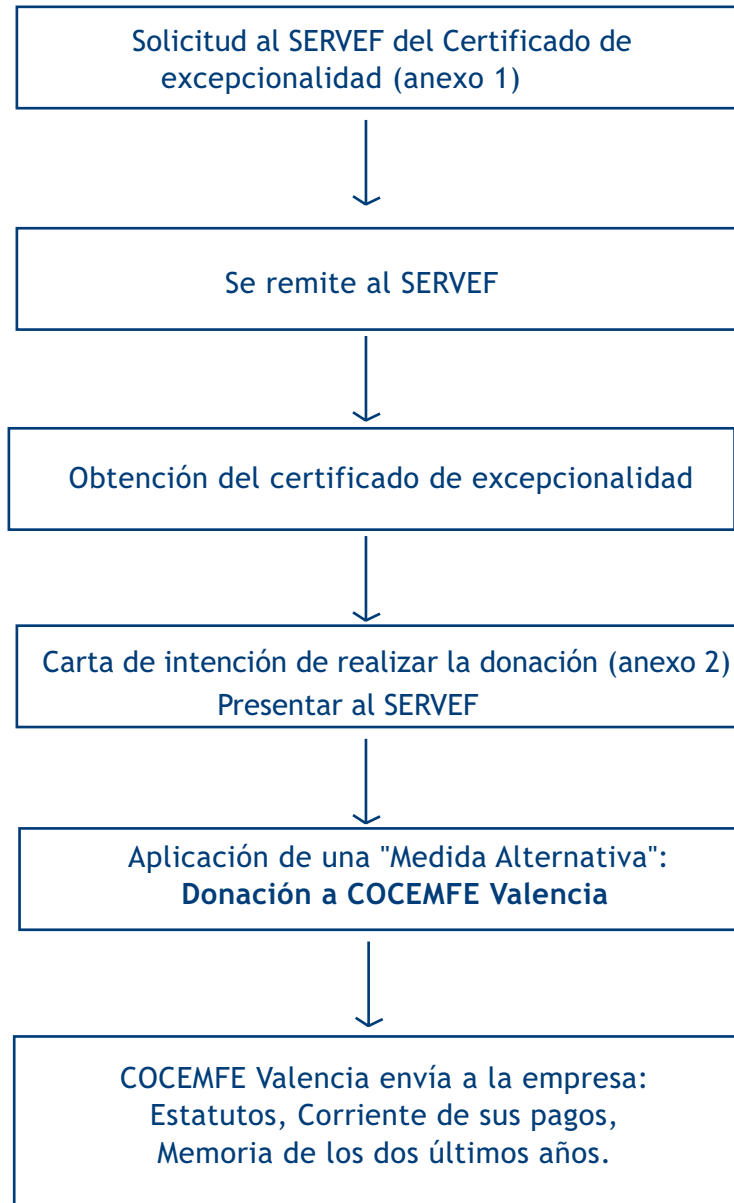 Solicitud al SERVEF del Certificado de
excepcionalidad (anexo 1)
Se remite al SERVEF
Obtención del certificado de excepcionalidad
Carta de intención de realizar la donación (anexo 2)
Presentar al SERVEF
Aplicación de una "Medida Alternativa":
Donación a COCEMFE Valencia
COCEMFE Valencia envía a la empresa:
Estatutos, Corriente de sus pagos,
Memoria de los dos últimos años.